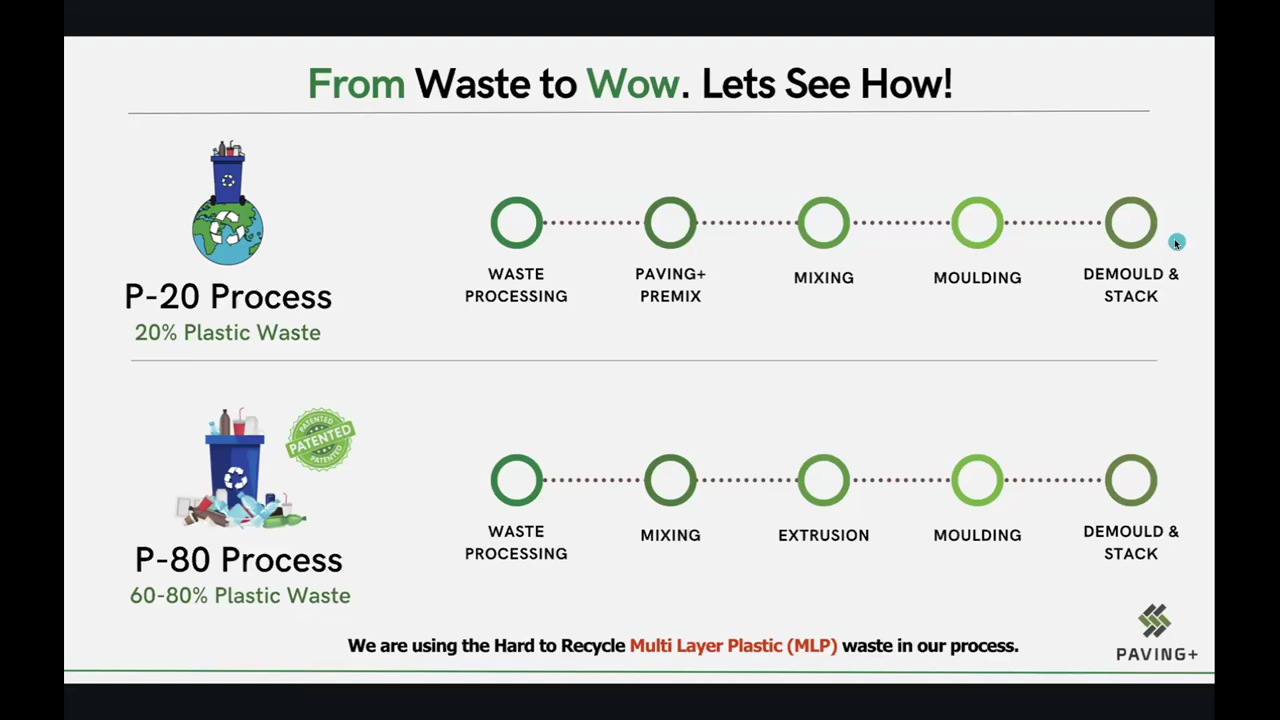 From Waste to Wow. Lets See How!
P-20 Process
20% Plastic Waste
WASTE
PROCESSING
PAVING+
PREMIX
MIXING
MOULDING
DEMOULD &
STACK
PATENTED
PATENTED
PATENTED
P-80 Process
60-80% Plastic Waste
WASTE
PROCESSING
MIXING
EXTRUSION
MOULDING
DEMOULD &
STACK
We are using the Hard to Recycle Multi Layer Plastic (MLP) waste in our process.
PAVING+